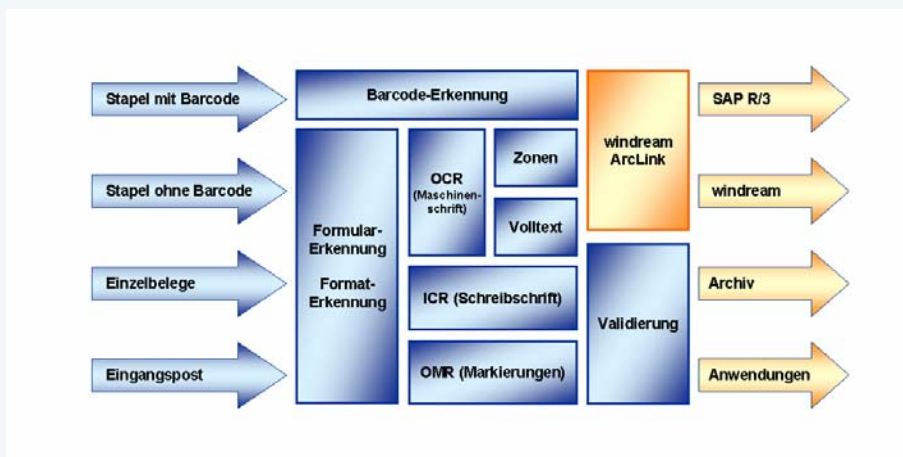 Stapel mit Barcode
Barcode-Erkennung
windream
ArcLink
SAP R/3
Stapel ohne Barcode
Formular-
Erkennung
Format-
Erkennung
OCR
(Maschinen-
schrift)
Zonen
Volltext
windream
Einzelbelege
ICR (Schreibschrift)
Validierung
Archiv
Eingangspost
OMR (Markierungen)
Anwendungen